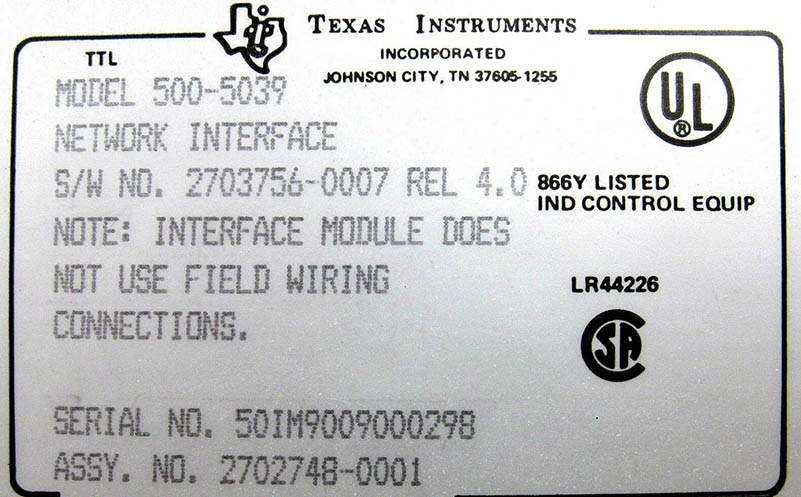 TEXAS INSTRUMENTS
INCORPORATED
JOHNSON CITY, TN 37605-1255
TTL
MODEL 500-5039
NETWORK INTERFACE
S/W NO. 2703756-0007 REL 4.0
NOTE: INTERFACE MODULE DOES
NOT USE FIELD WIRING
CONNECTIONS.
SERIAL NO. 50IM9009000298
ASSY. NO. 2702748-0001
UL
®
866Y LISTED
IND CONTROL EQUIP
LR44226
CSA